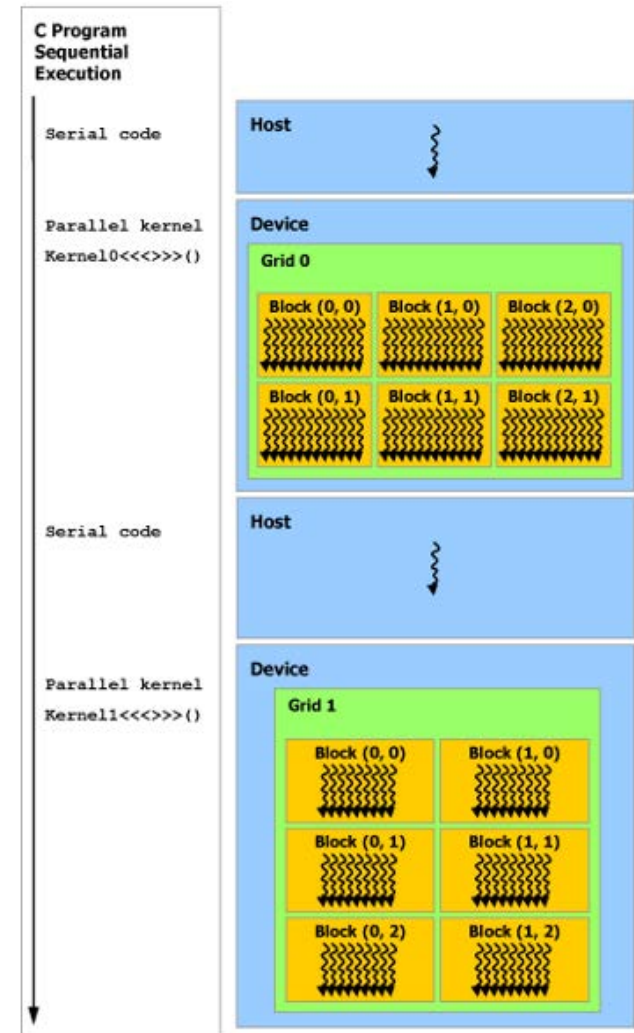 C Program
Sequential
Execution
Serial code
Host
Parallel kernel
Kernel0<<<>>>()
Device
Grid 0
Block (0, 0)
Block (1, 0)
Block (2, 0)
Block (0, 1)
Block (1, 1)
Block (2, 1)
Serial code
Host
Parallel kernel
Kernel1<<<>>>()
Device
Grid 1
Block (0, 0)
Block (1, 0)
Block (0, 1)
Block (1, 1)
Block (0, 2)
Block (1, 2)